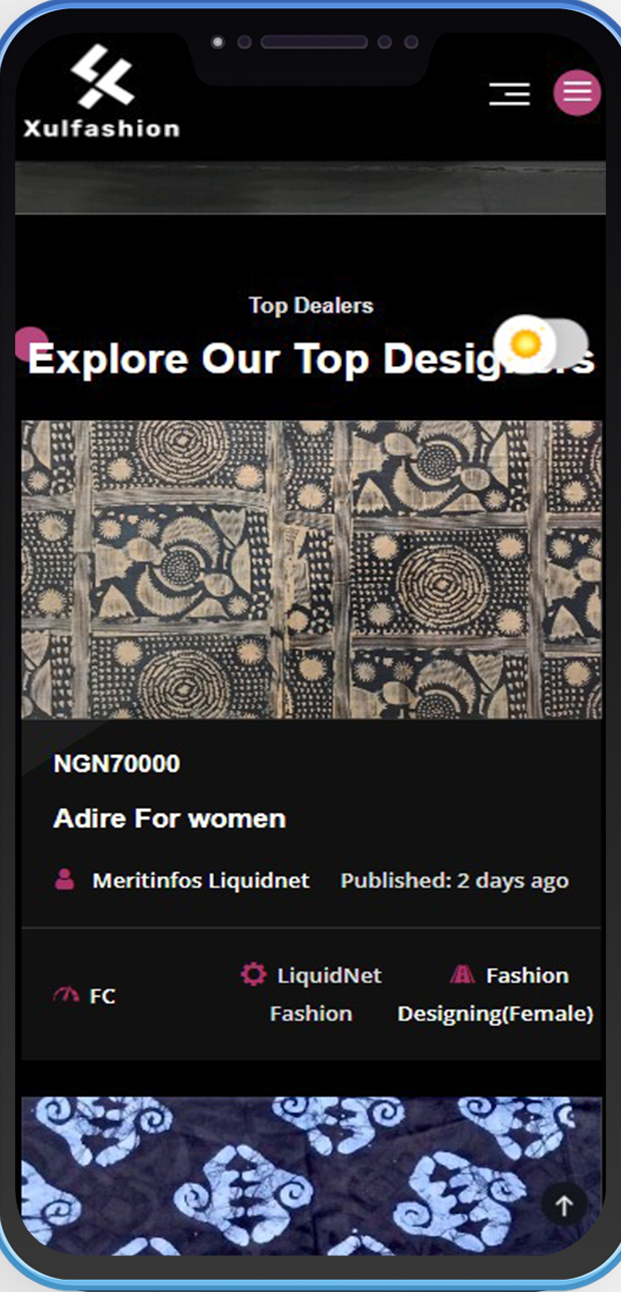 Xulfashion
Top Dealers
Explore Our Top Desig
NGN70000
Adire For women
Meritinfos Liquidnet Published: 2 days ago
FC
LiquidNet Fashion
Fashion Designing(Female)